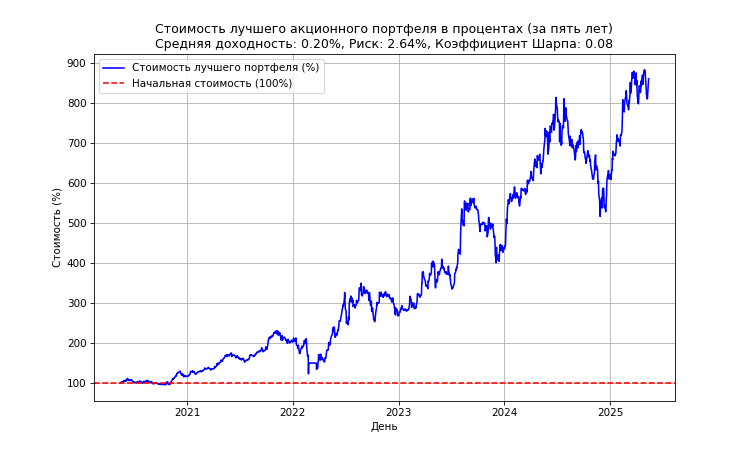 Стоимость лучшего акционного портфеля в процентах (за пять лет)
Средняя доходность: 0.20%, Риск: 2.64%, Коэффициент Шарпа: 0.08
Стоимость лучшего портфеля (%)
Начальная стоимость (100%)
Стоимость (%)
900
800
700
600
500
400
300
200
100
2021
2022
2023
2024
2025
День